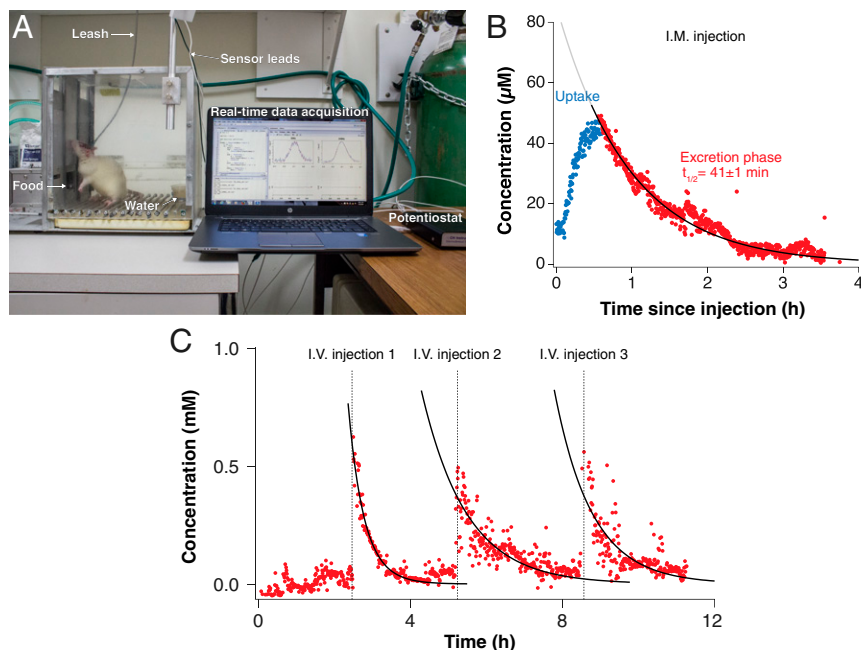 A
Leash
Sensor leads
Real-time data acquisition
Food
Water
Potentiostat
B
I.M. injection
80
60
40
20
0
Concentration (µM)
Uptake
Excretion phase
t1/2= 41±1 min
0
1
2
3
4
Time since injection (h)
C
I.V. injection 1
I.V. injection 2
I.V. injection 3
1.0
0.5
0.0
Concentration (mM)
0
4
8
12
Time (h)